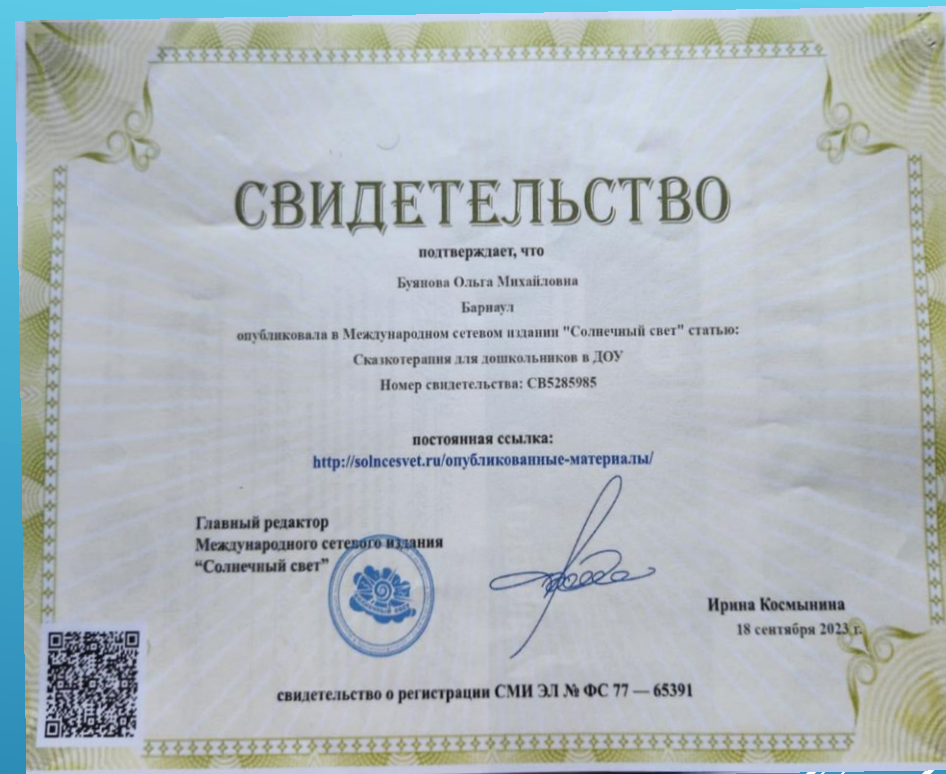 СВИДЕТЕЛЬСТВО
подтверждает, что
Буянова Ольга Михайловна
Барнаул
опубликовала в Международном сетевом издании "Солнечный свет" статью:
Сказкотерапия для дошкольников в ДОУ
Номер свидетельства: СВ5285985
постоянная ссылка:
http://solncesvet.ru/опубликованные-материалы/
Главный редактор
Международного сетевого издания
“Солнечный свет”
Ирина Космынина
18 сентября 2023 г.
свидетельство о регистрации СМИ ЭЛ № ФС 77 — 65391